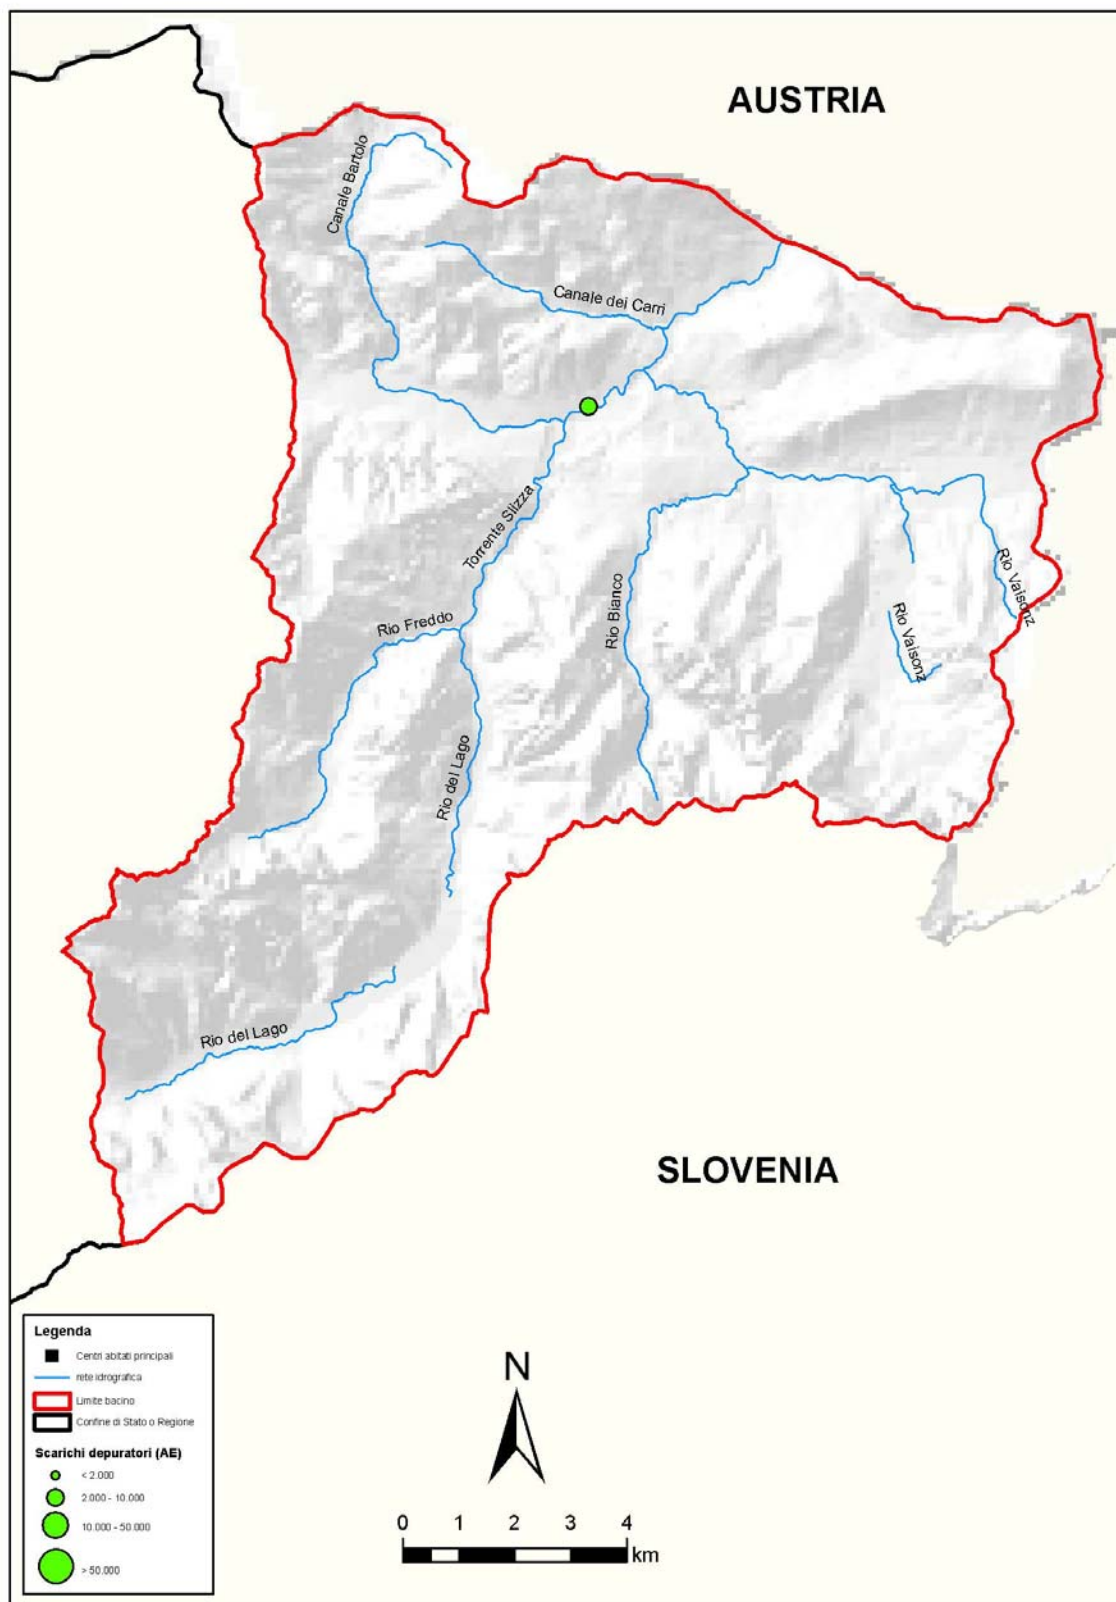 AUSTRIA
Canale Bartolo
Canale dei Carri
Torrente Slizza
Rio Freddo
Rio Bianco
Rio Vaisonz
Rio Vaisonz
Rio del Lago
Rio del Lago
SLOVENIA
Legenda
Centri abitati principali
rete idrografica
Limite bacino
Confine di Stato o Regione
Scarichi depuratori (AE)
< 2.000
2.000 - 10.000
10.000 - 50.000
> 50.000
N
0 1 2 3 4
km